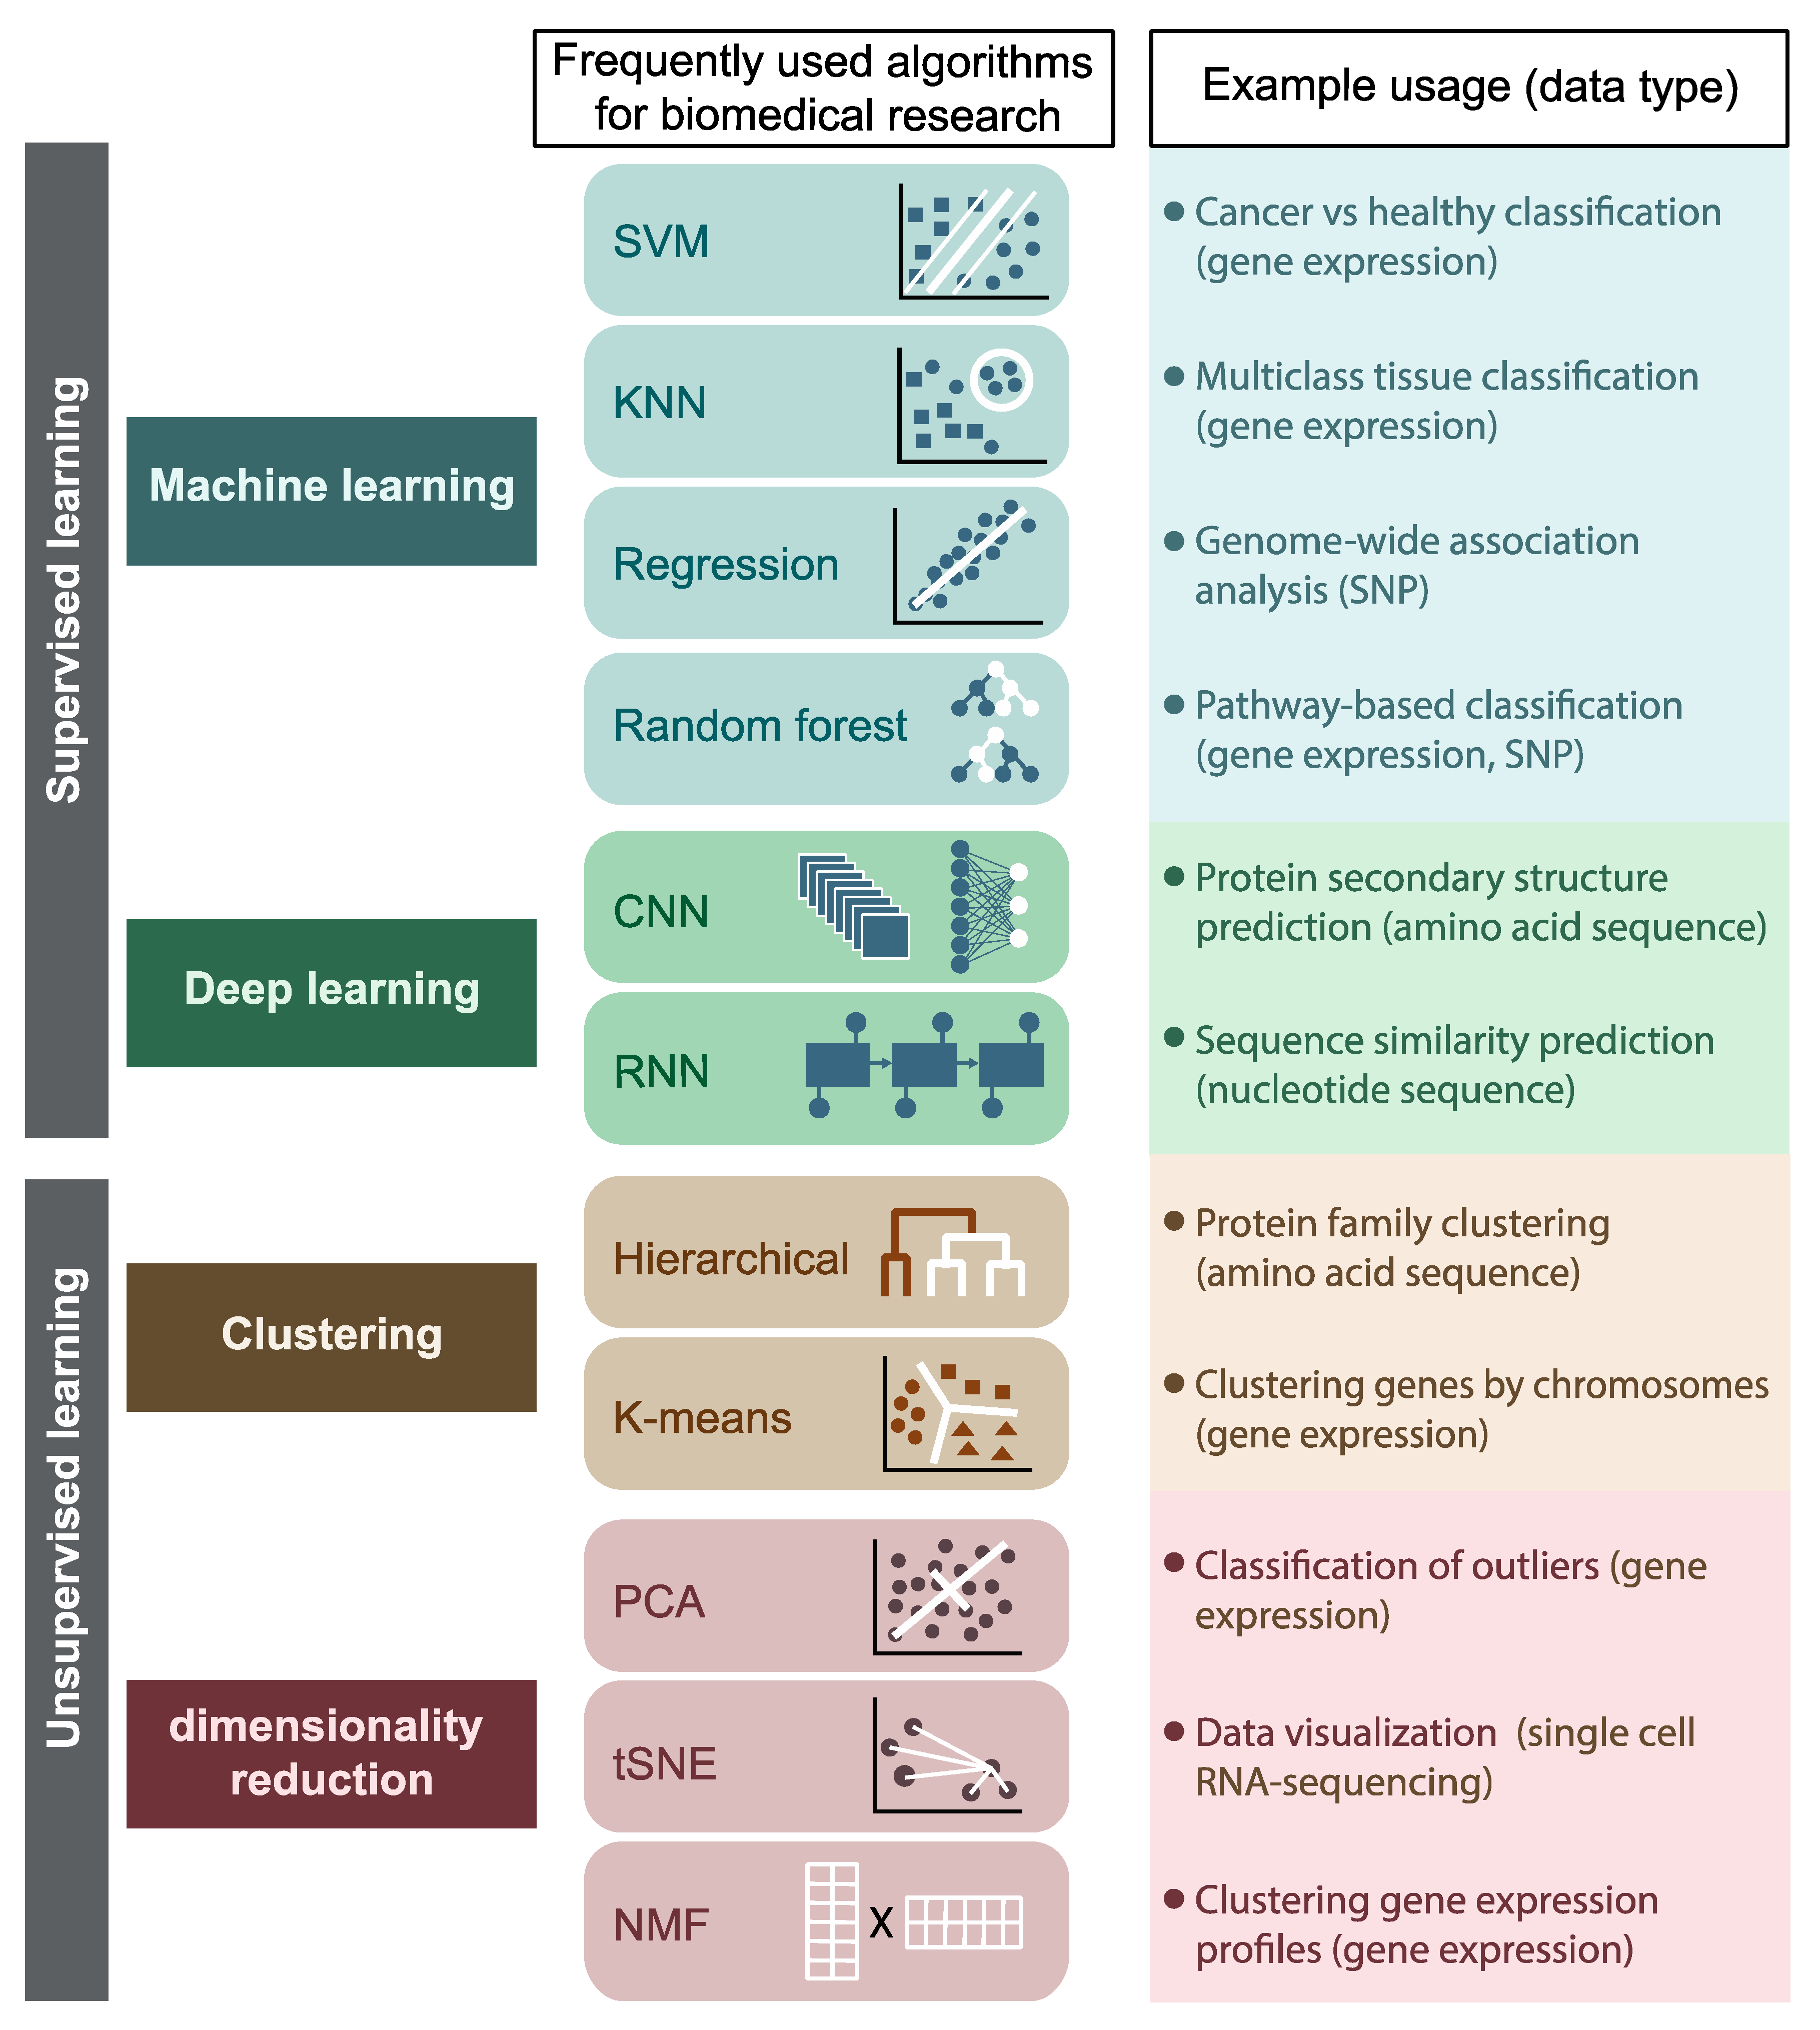 Frequently used algorithms
for biomedical research
Example usage (data type)
Supervised learning
Machine learning
SVM
Cancer vs healthy classification
(gene expression)
KNN
Multiclass tissue classification
(gene expression)
Regression
Genome-wide association
analysis (SNP)
Random forest
Pathway-based classification
(gene expression, SNP)
Deep learning
CNN
Protein secondary structure
prediction (amino acid sequence)
RNN
Sequence similarity prediction
(nucleotide sequence)
Unsupervised learning
Clustering
Hierarchical
Protein family clustering
(amino acid sequence)
K-means
Clustering genes by chromosomes
(gene expression)
dimensionality
reduction
PCA
Classification of outliers (gene
expression)
tSNE
Data visualization (single cell
RNA-sequencing)
NMF
X
Clustering gene expression
profiles (gene expression)